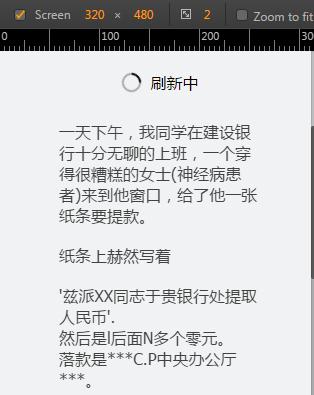 Screen 320 × 480 2 Zoom to fit
0 100 200 300
刷新中
一天下午，我同学在建设银
行十分无聊的上班，一个穿
得很糟糕的女士(神经病患
者)来到他窗口，给了他一张
纸条要提款。
纸条上赫然写着
'兹派XX同志于贵银行处提取
人民币'.
然后是l后面N多个零元。
落款是***C.P中央办公厅
***。